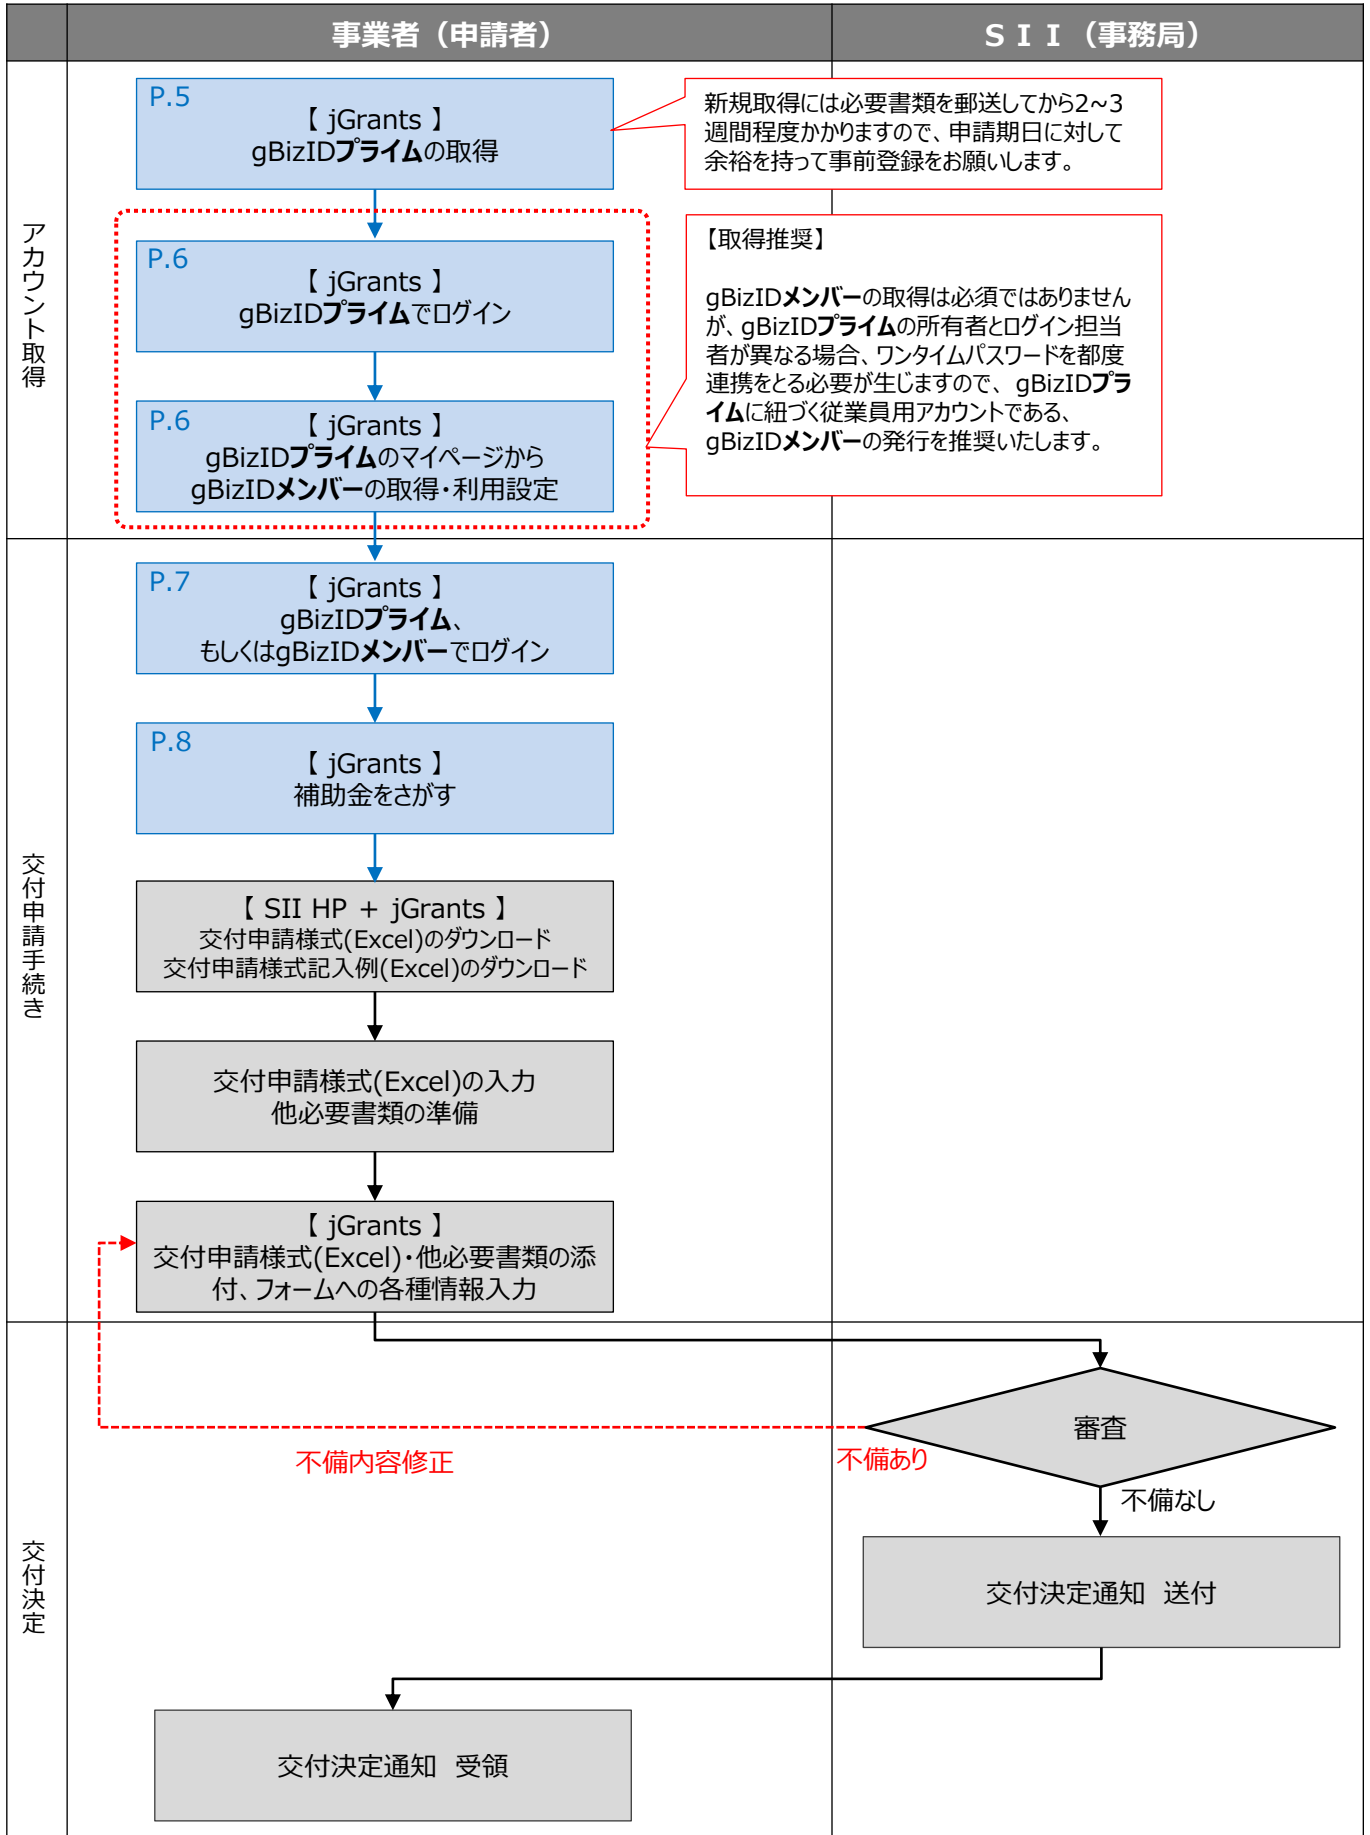 事業者（申請者）
ＳＩＩ（事務局）
アカウント取得
P.5
【 jGrants 】
gBizIDプライムの取得
新規取得には必要書類を郵送してから2~3
週間程度かかりますので、申請期日に対して
余裕を持って事前登録をお願いします。
P.6
【 jGrants 】
gBizIDプライムでログイン
【取得推奨】
gBizIDメンバーの取得は必須ではありません
が、gBizIDプライムの所有者とログイン担当
者が異なる場合、ワンタイムパスワードを都度
連携をとる必要が生じますので、 gBizIDプラ
イムに紐づく従業員用アカウントである、
gBizIDメンバーの発行を推奨いたします。
P.6
【 jGrants 】
gBizIDプライムのマイページから
gBizIDメンバーの取得・利用設定
交付申請手続き
P.7
【 jGrants 】
gBizIDプライム、
もしくはgBizIDメンバーでログイン
P.8
【 jGrants 】
補助金をさがす
【 SII HP + jGrants 】
交付申請様式(Excel)のダウンロード
交付申請様式記入例(Excel)のダウンロード
交付申請様式(Excel)の入力
他必要書類の準備
【 jGrants 】
交付申請様式(Excel)・他必要書類の添
付、フォームへの各種情報入力
交付決定
審査
不備内容修正
不備あり
不備なし
交付決定通知　送付
交付決定通知　受領